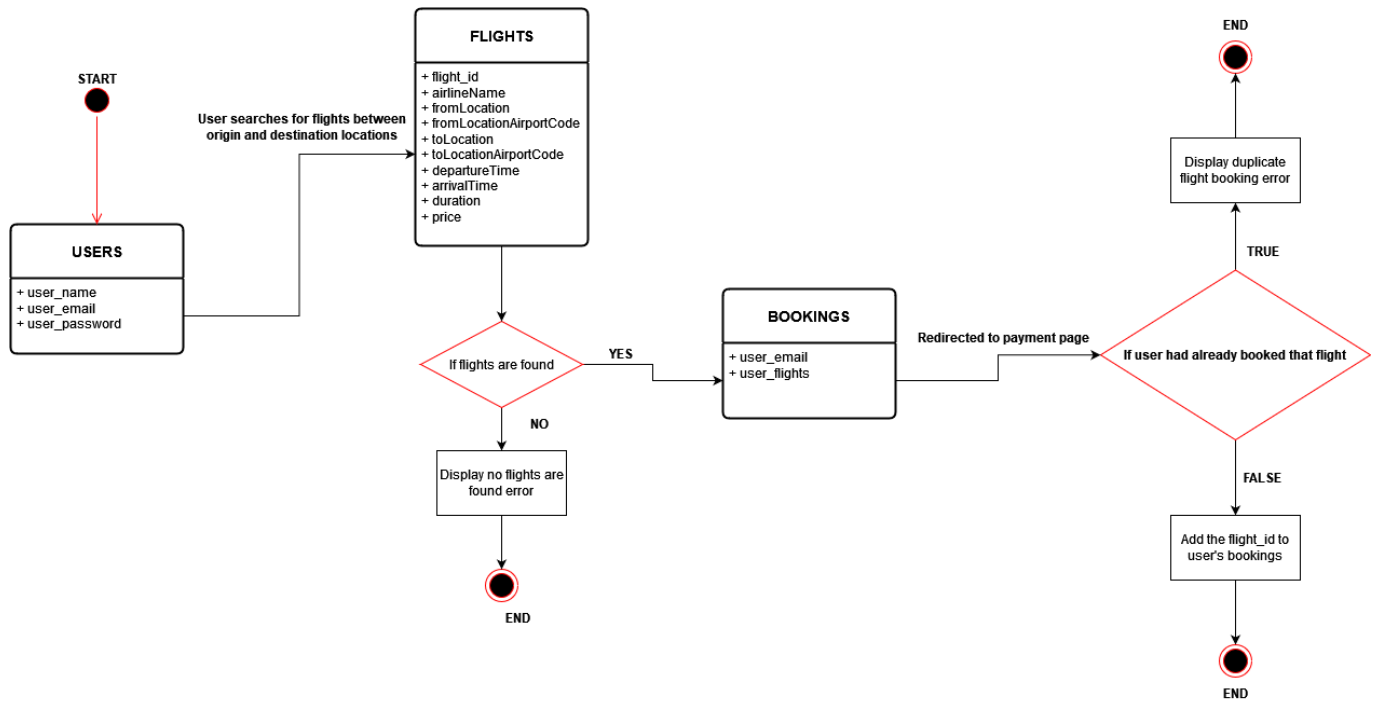 START
USERS
+ user_name
+ user_email
+ user_password
User searches for flights between
origin and destination locations
FLIGHTS
+ flight_id
+ airlineName
+ fromLocation
+ fromLocationAirportCode
+ toLocation
+ toLocationAirportCode
+ departureTime
+ arrivalTime
+ duration
+ price
If flights are found
YES
NO
Display no flights are
found error
END
BOOKINGS
+ user_email
+ user_flights
Redirected to payment page
If user had already booked that flight
TRUE
Display duplicate
flight booking error
END
FALSE
Add the flight_id to
user's bookings
END